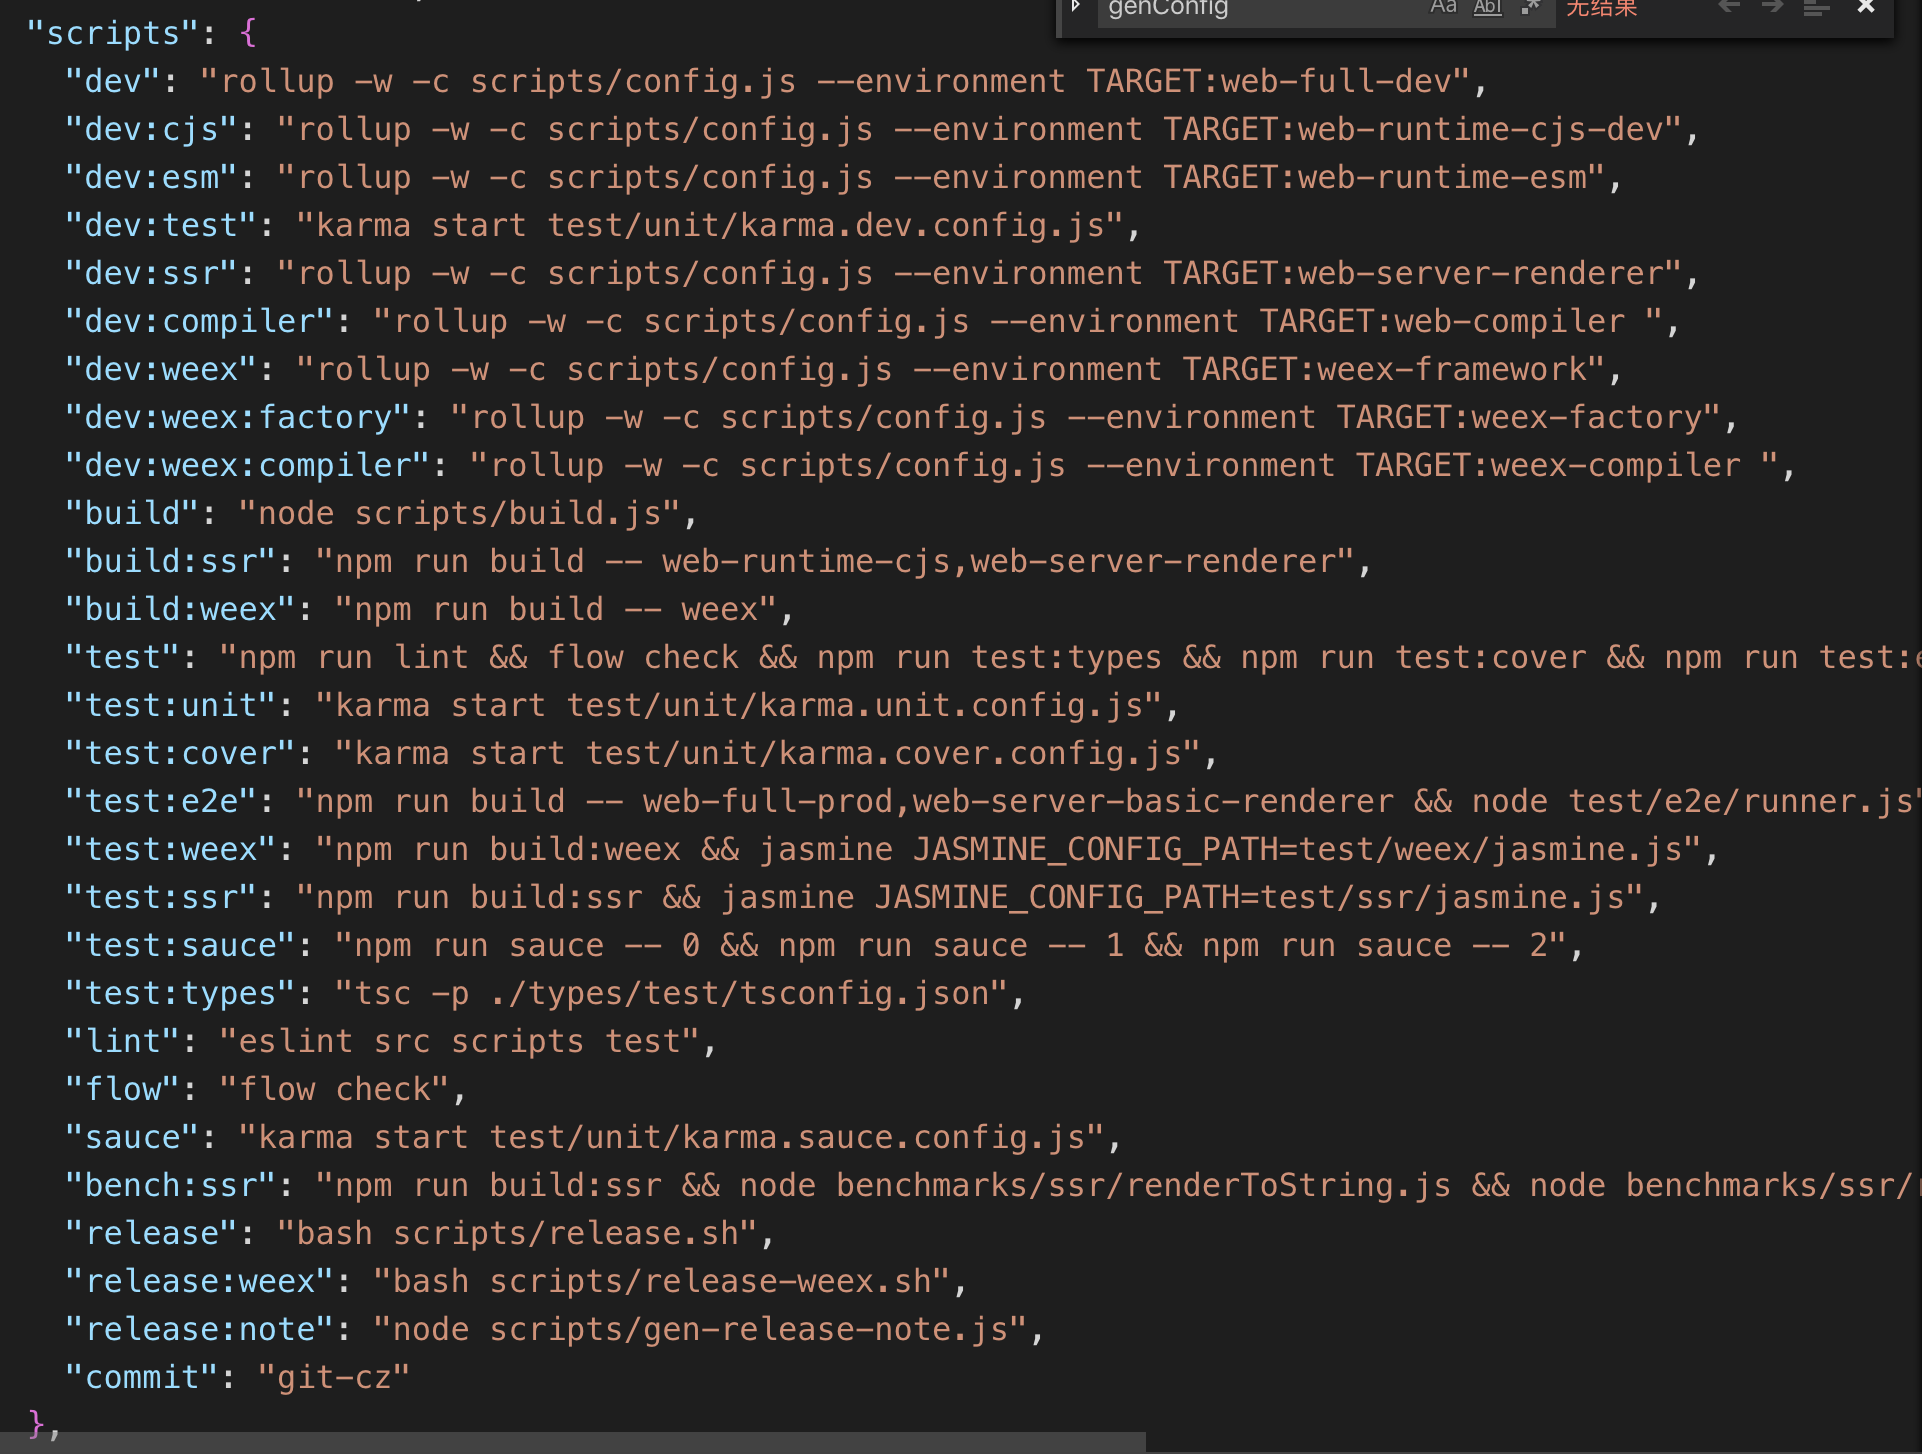 genConfig Aa Abl .* 无结果
"scripts": {
"dev": "rollup -w -c scripts/config.js --environment TARGET:web-full-dev",
"dev:cjs": "rollup -w -c scripts/config.js --environment TARGET:web-runtime-cjs-dev",
"dev:esm": "rollup -w -c scripts/config.js --environment TARGET:web-runtime-esm",
"dev:test": "karma start test/unit/karma.dev.config.js",
"dev:ssr": "rollup -w -c scripts/config.js --environment TARGET:web-server-renderer",
"dev:compiler": "rollup -w -c scripts/config.js --environment TARGET:web-compiler ",
"dev:weex": "rollup -w -c scripts/config.js --environment TARGET:weex-framework",
"dev:weex:factory": "rollup -w -c scripts/config.js --environment TARGET:weex-factory",
"dev:weex:compiler": "rollup -w -c scripts/config.js --environment TARGET:weex-compiler ",
"build": "node scripts/build.js",
"build:ssr": "npm run build -- web-runtime-cjs,web-server-renderer",
"build:weex": "npm run build -- weex",
"test": "npm run lint && flow check && npm run test:types && npm run test:cover && npm run test:e
"test:unit": "karma start test/unit/karma.unit.config.js",
"test:cover": "karma start test/unit/karma.cover.config.js",
"test:e2e": "npm run build -- web-full-prod,web-server-basic-renderer && node test/e2e/runner.js"
"test:weex": "npm run build:weex && jasmine JASMINE_CONFIG_PATH=test/weex/jasmine.js",
"test:ssr": "npm run build:ssr && jasmine JASMINE_CONFIG_PATH=test/ssr/jasmine.js",
"test:sauce": "npm run sauce -- 0 && npm run sauce -- 1 && npm run sauce -- 2",
"test:types": "tsc -p ./types/test/tsconfig.json",
"lint": "eslint src scripts test",
"flow": "flow check",
"sauce": "karma start test/unit/karma.sauce.config.js",
"bench:ssr": "npm run build:ssr && node benchmarks/ssr/renderToString.js && node benchmarks/ssr/
"release": "bash scripts/release.sh",
"release:weex": "bash scripts/release-weex.sh",
"release:note": "node scripts/gen-release-note.js",
"commit": "git-cz"
},